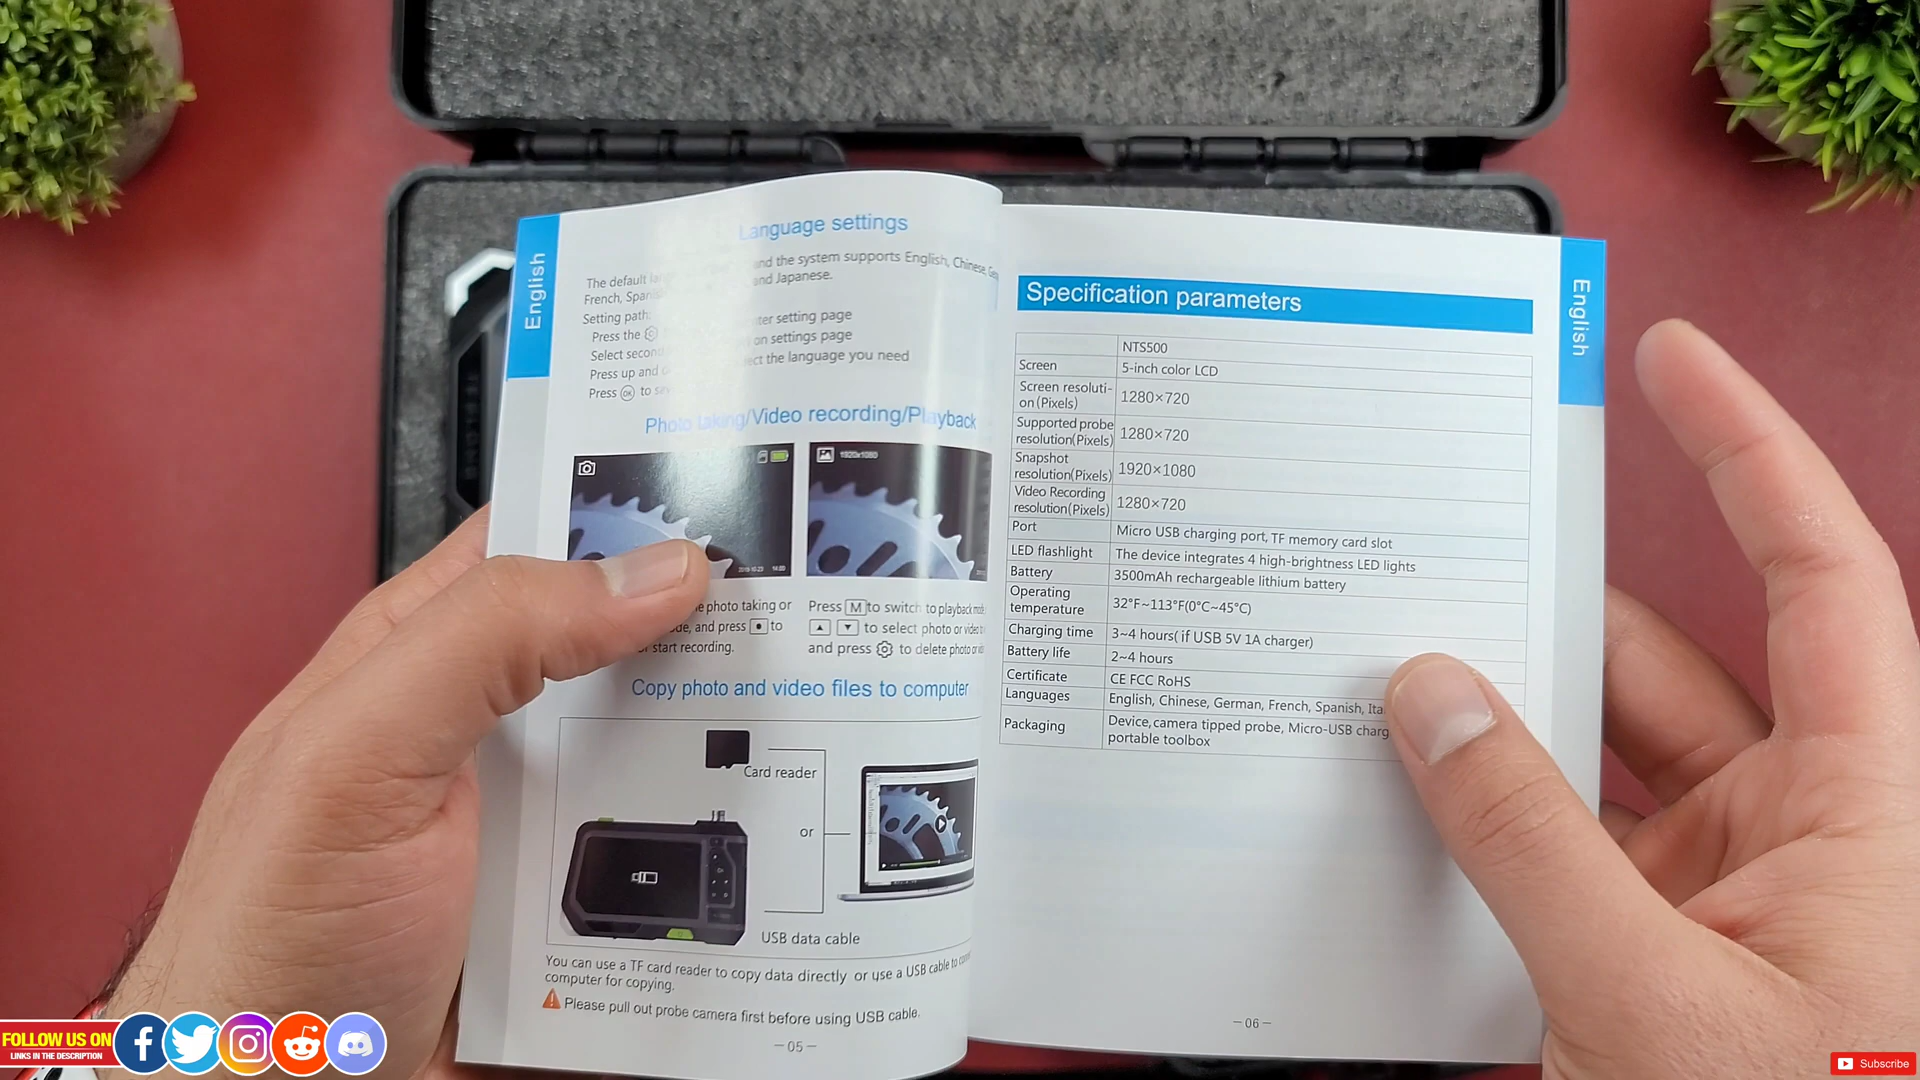 English
Language settings
The default and the system supports English, Chinese,
French, and Japanese.
Setting path:
Press the setting page
Select on settings page
Press up and the language you need
Press OK to
Photo taking/Video recording/Playback
1920x1080
photo taking or
and press to
start recording.
Press M to switch to playback
to select photo or video
and press to delete photo or
Copy photo and video files to computer
Card reader
or
USB data cable
You can use a TF card reader to copy data directly or use a USB cable to
computer for copying.
Please pull out probe camera first before using USB cable.
—05—
English
Specification parameters
NTS500
Screen 5-inch color LCD
Screen resoluti-
on(Pixels) 1280×720
Supported probe
resolution(Pixels) 1280×720
Snapshot
resolution(Pixels) 1920×1080
Video Recording
resolution(Pixels) 1280×720
Port Micro USB charging port, TF memory card slot
LED flashlight The device integrates 4 high-brightness LED lights
Battery 3500mAh rechargeable lithium battery
Operating
temperature 32°F~113°F(0°C~45°C)
Charging time 3~4 hours( if USB 5V 1A charger)
Battery life 2~4 hours
Certificate CE FCC RoHS
Languages English, Chinese, German, French, Spanish,
Packaging Device,camera tipped probe, Micro-USB
portable toolbox
—06—
FOLLOW US ON
LINKS IN THE DESCRIPTION
Subscribe